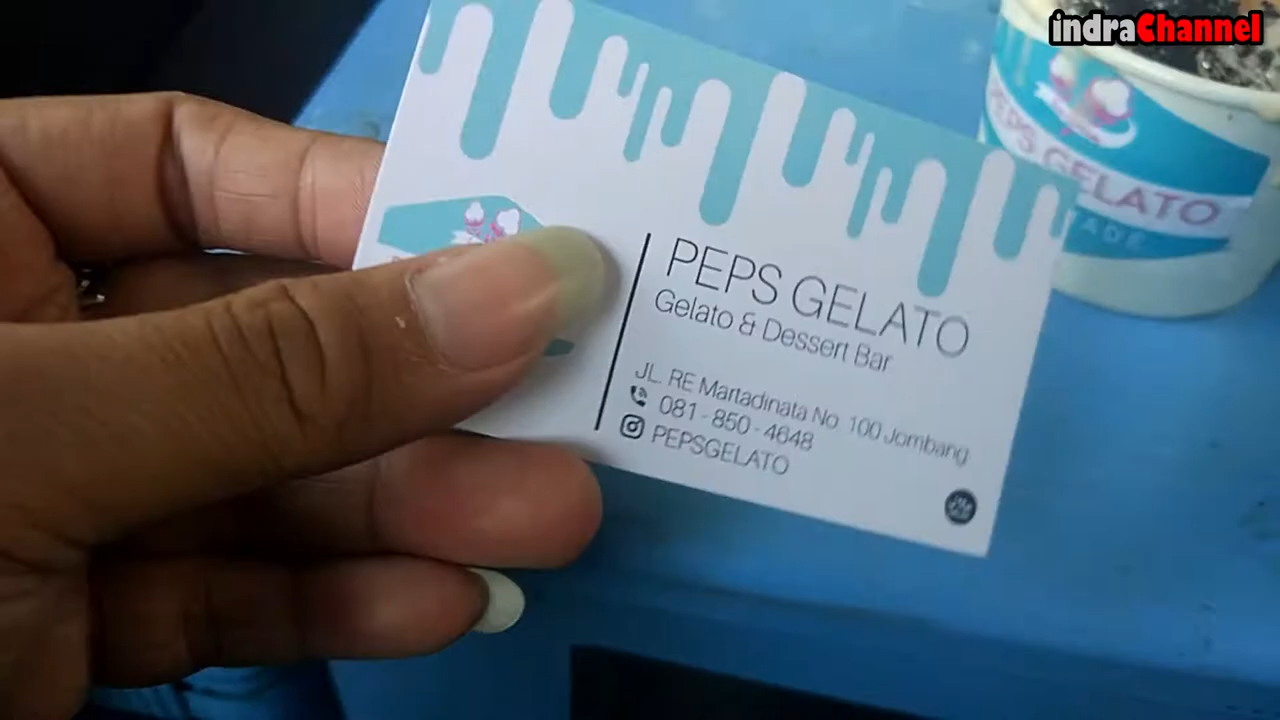 indraChannel
PEPS GELATO
PEPS GELATO
Gelato & Dessert Bar
JL. RE Martadinata No 100 Jombang
081-850-4648
PEPSGELATO